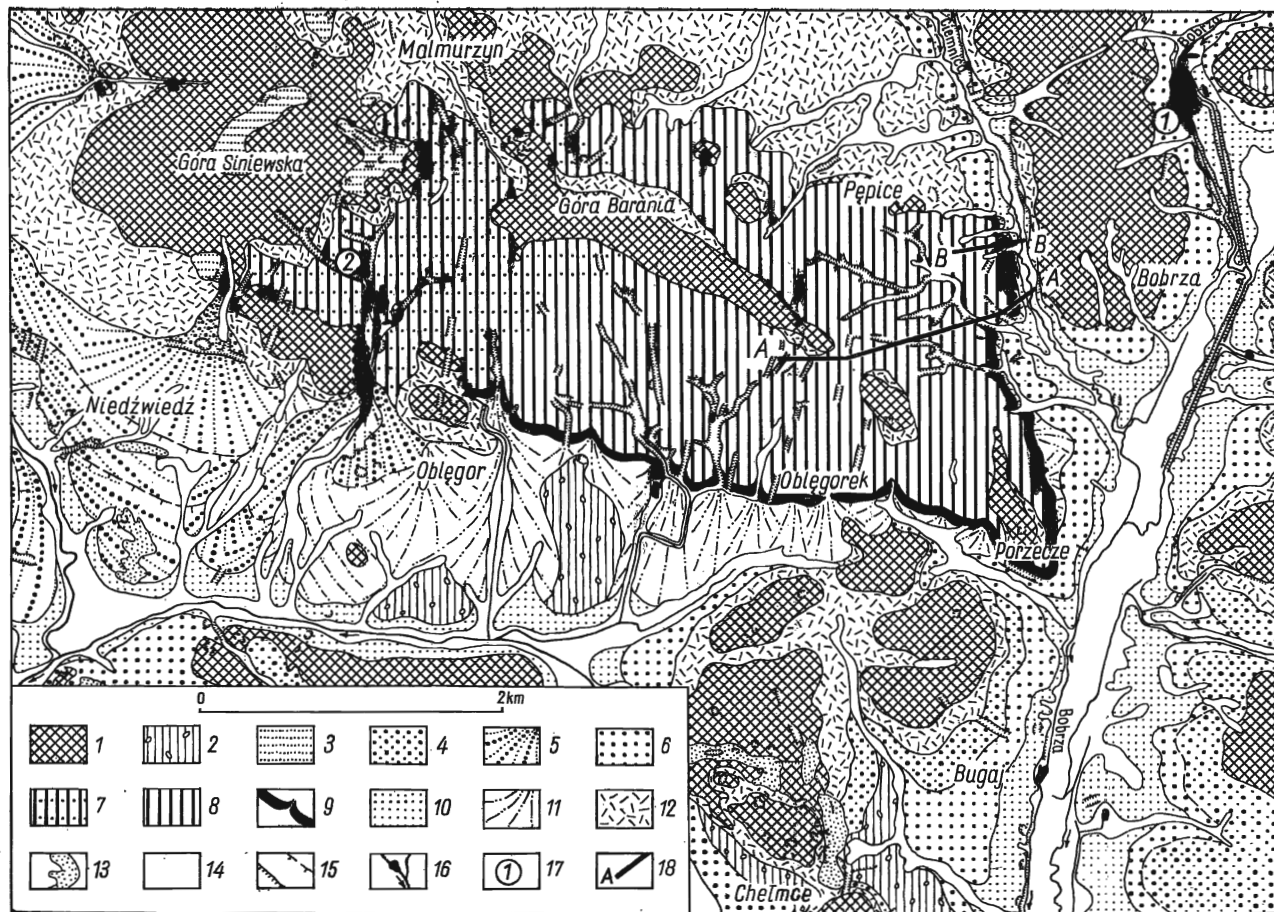 Malmurzyn
Góra Siniewska
Góra Barania
Pępice
Bobrza
1
2
B
B
A
A
Niedźwiedź
Oblęgor
Oblęgorek
Porzecze
Bobrza
Bugaj
Chełmce
0 2km
1 2 3 4 5 6
7 8 9 10 11 12
13 14 15 16 1 17 A 18